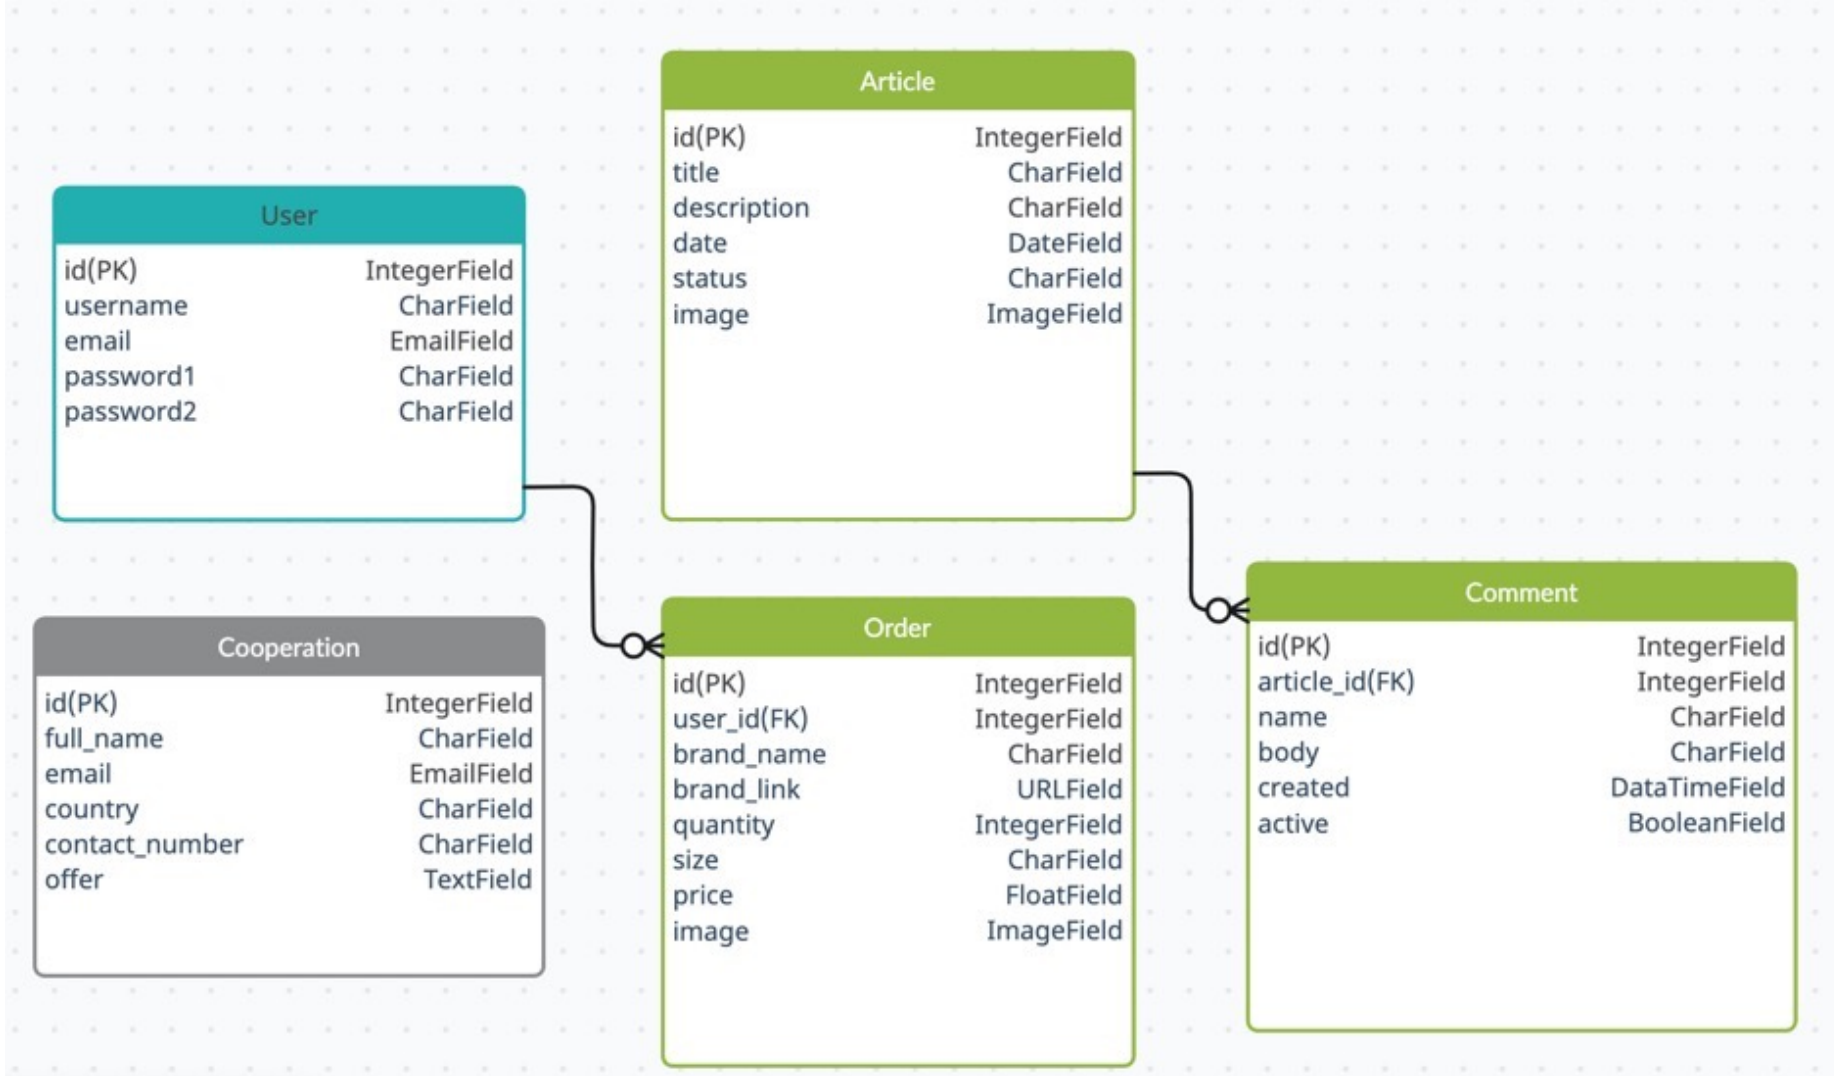 Article
id(PK) IntegerField
title CharField
description CharField
date DateField
status CharField
image ImageField
User
id(PK) IntegerField
username CharField
email EmailField
password1 CharField
password2 CharField
Cooperation
id(PK) IntegerField
full_name CharField
email EmailField
country CharField
contact_number CharField
offer TextField
Order
id(PK) IntegerField
user_id(FK) IntegerField
brand_name CharField
brand_link URLField
quantity IntegerField
size CharField
price FloatField
image ImageField
Comment
id(PK) IntegerField
article_id(FK) IntegerField
name CharField
body CharField
created DataTimeField
active BooleanField